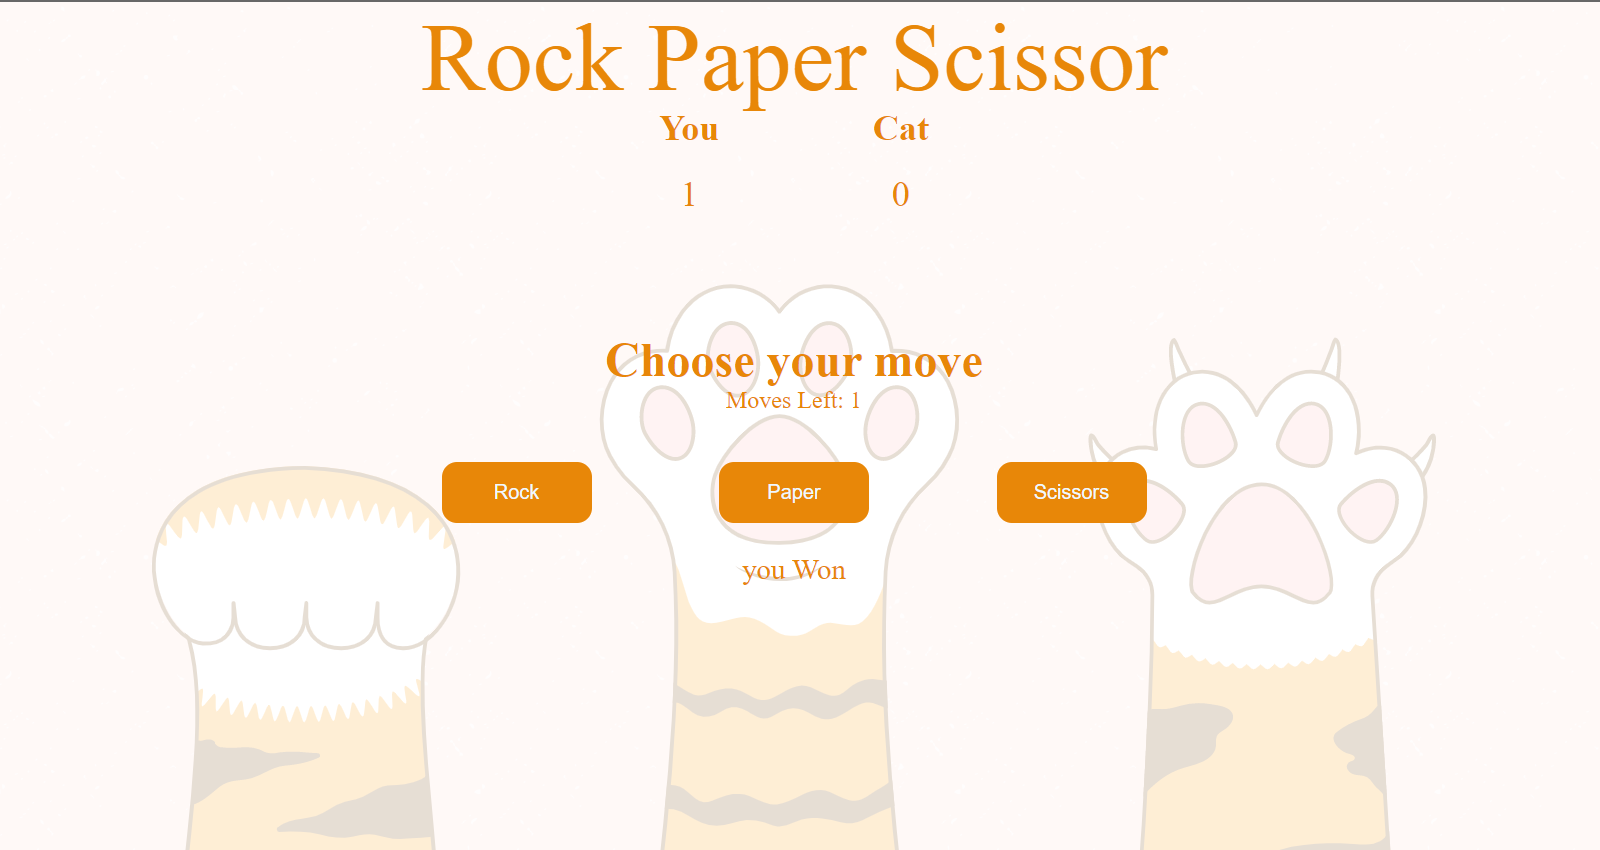 Rock Paper Scissor
You Cat
1 0
Choose your move
Moves Left: 1
Rock Paper Scissors
you Won